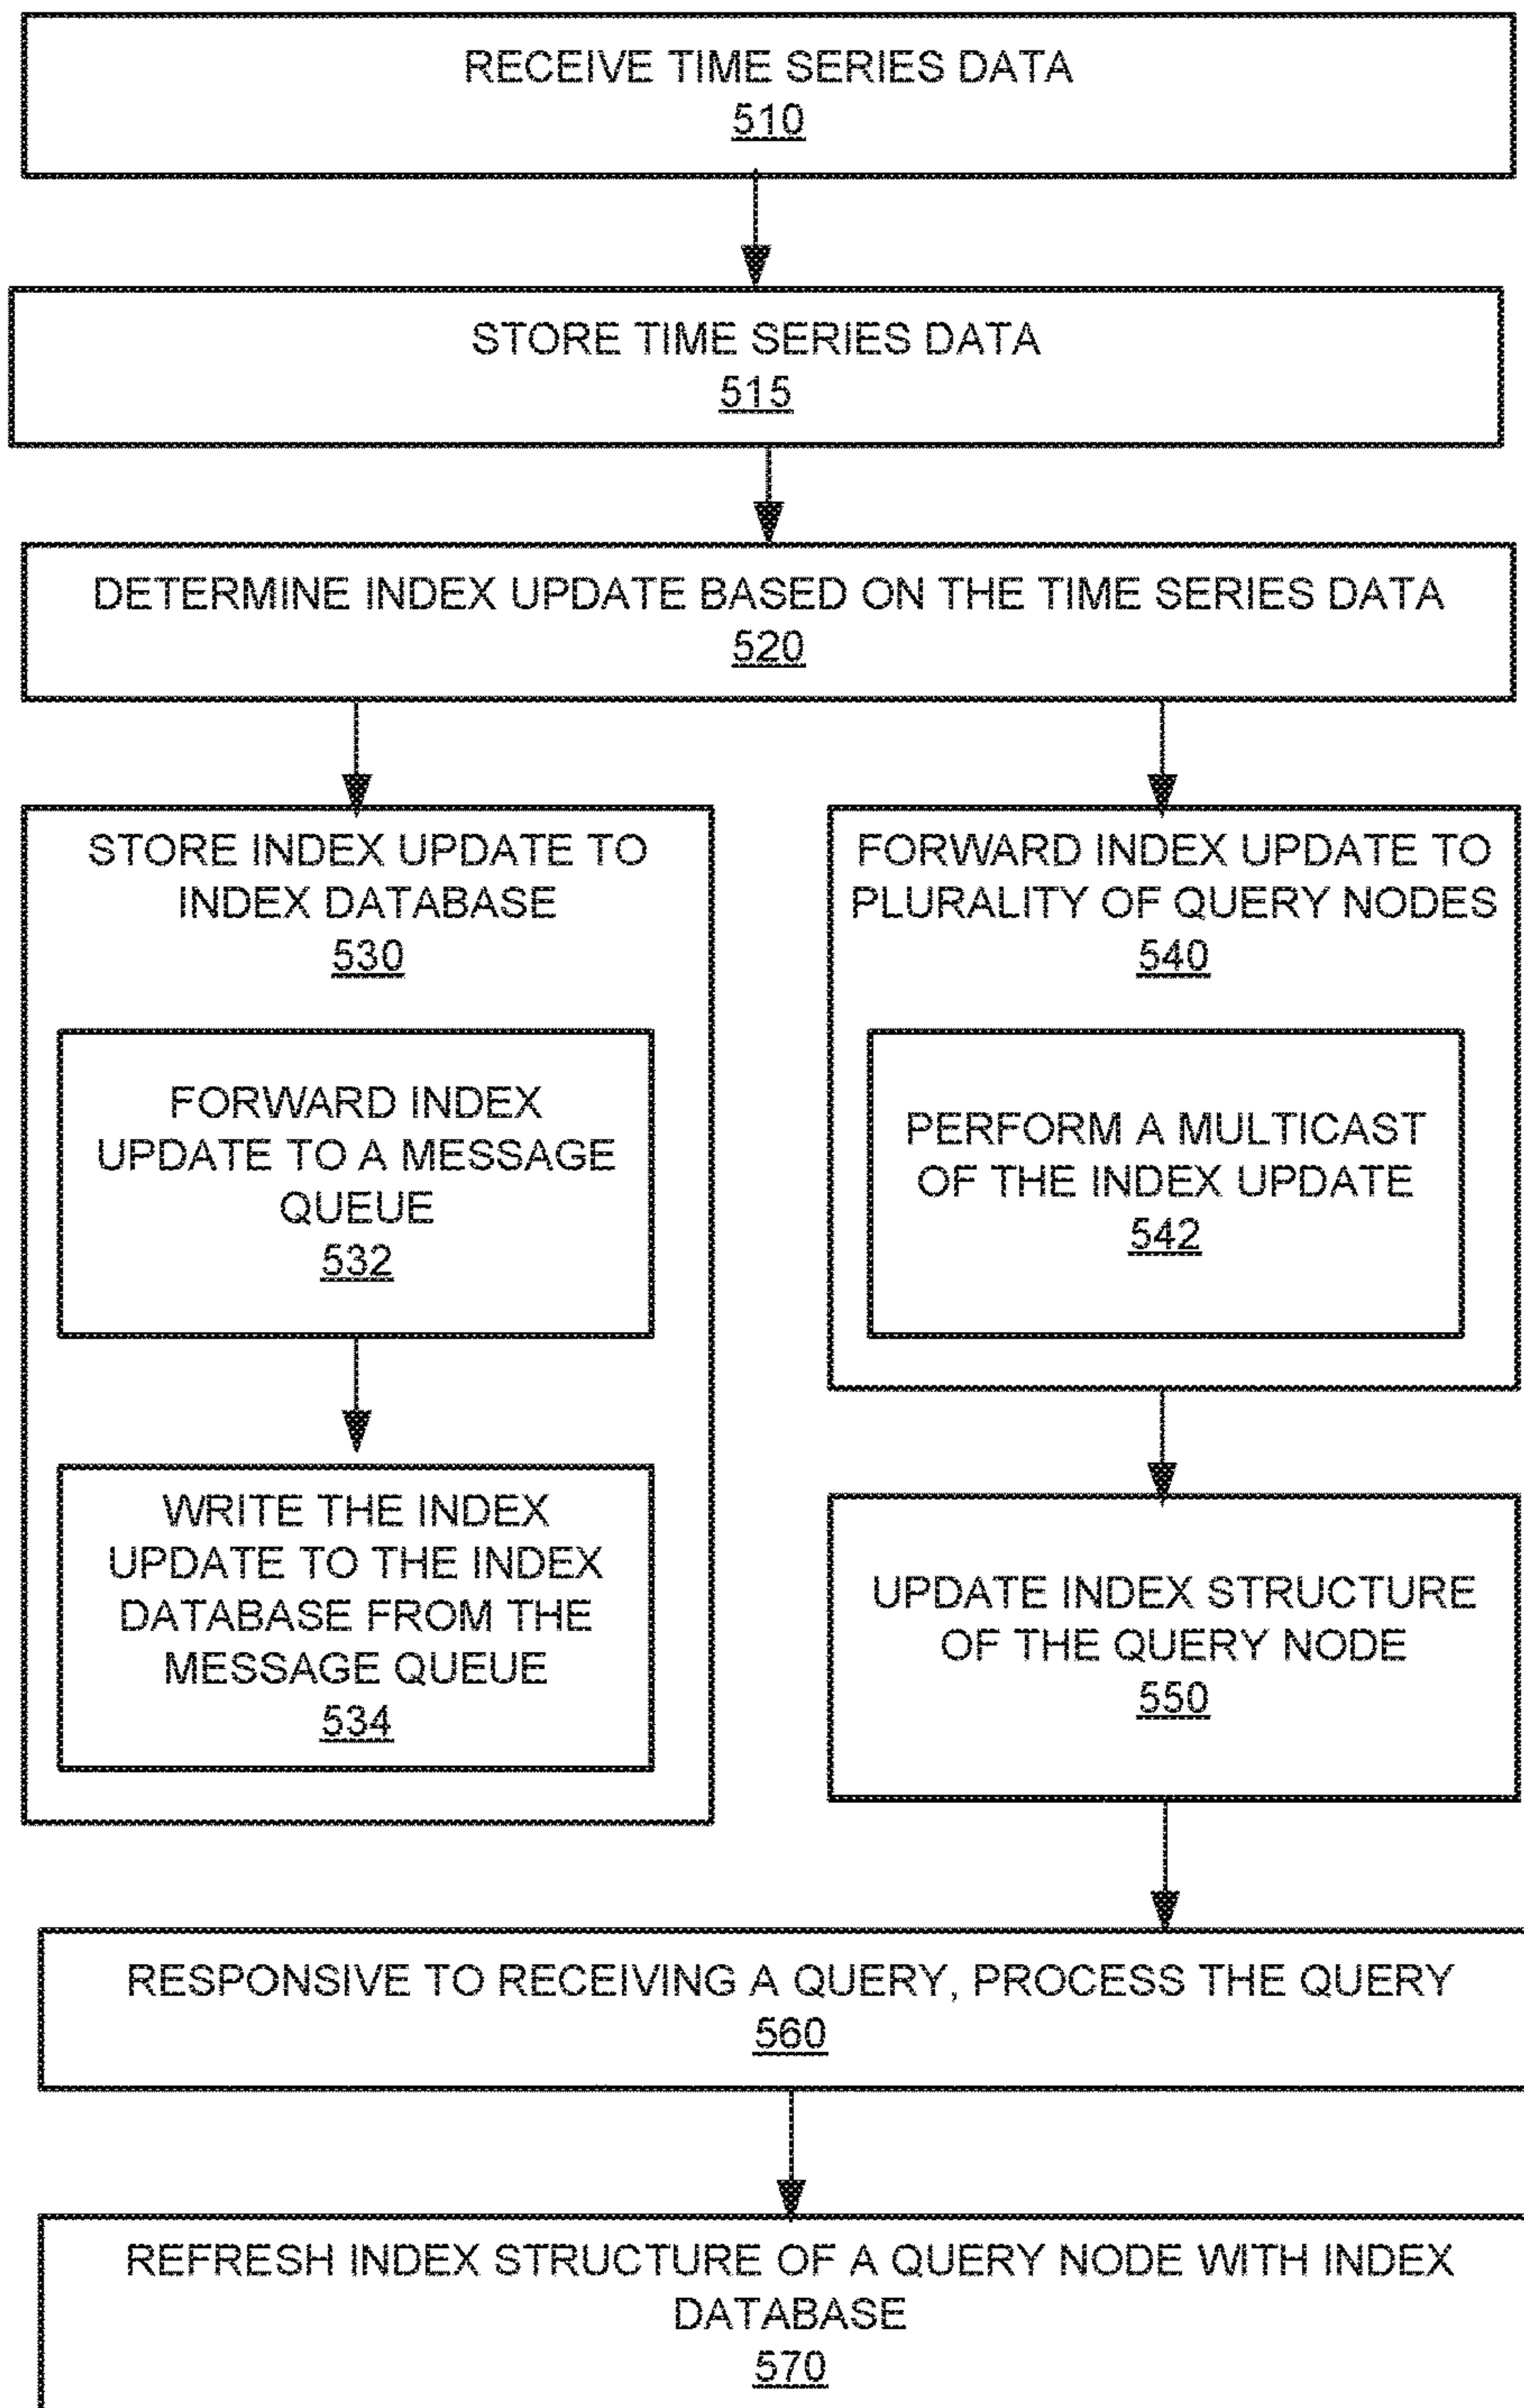 RECEIVE TIME SERIES DATA
510
STORE TIME SERIES DATA
515
DETERMINE INDEX UPDATE BASED ON THE TIME SERIES DATA
520
STORE INDEX UPDATE TO
INDEX DATABASE
530
FORWARD INDEX
UPDATE TO A MESSAGE
QUEUE
532
WRITE THE INDEX
UPDATE TO THE INDEX
DATABASE FROM THE
MESSAGE QUEUE
534
FORWARD INDEX UPDATE TO
PLURALITY OF QUERY NODES
540
PERFORM A MULTICAST
OF THE INDEX UPDATE
542
UPDATE INDEX STRUCTURE
OF THE QUERY NODE
550
RESPONSIVE TO RECEIVING A QUERY, PROCESS THE QUERY
560
REFRESH INDEX STRUCTURE OF A QUERY NODE WITH INDEX
DATABASE
570